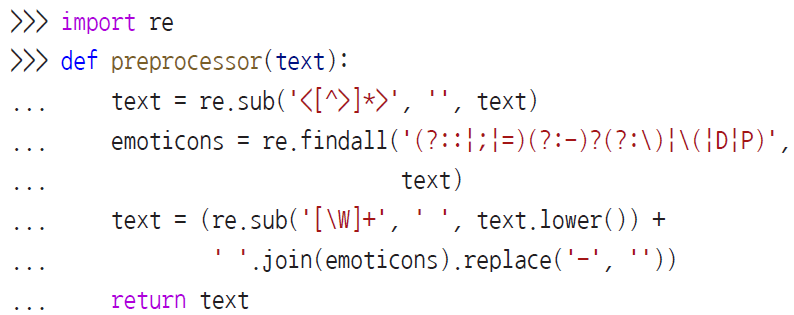 >>> import re
>>> def preprocessor(text):
...     text = re.sub('<[^>]*>', '', text)
...     emoticons = re.findall('(?::|;|=)(?:-)?(?:\)|\(|D|P)',
...                            text)
...     text = (re.sub('[\W]+', ' ', text.lower()) +
...             ' '.join(emoticons).replace('-', ''))
...     return text